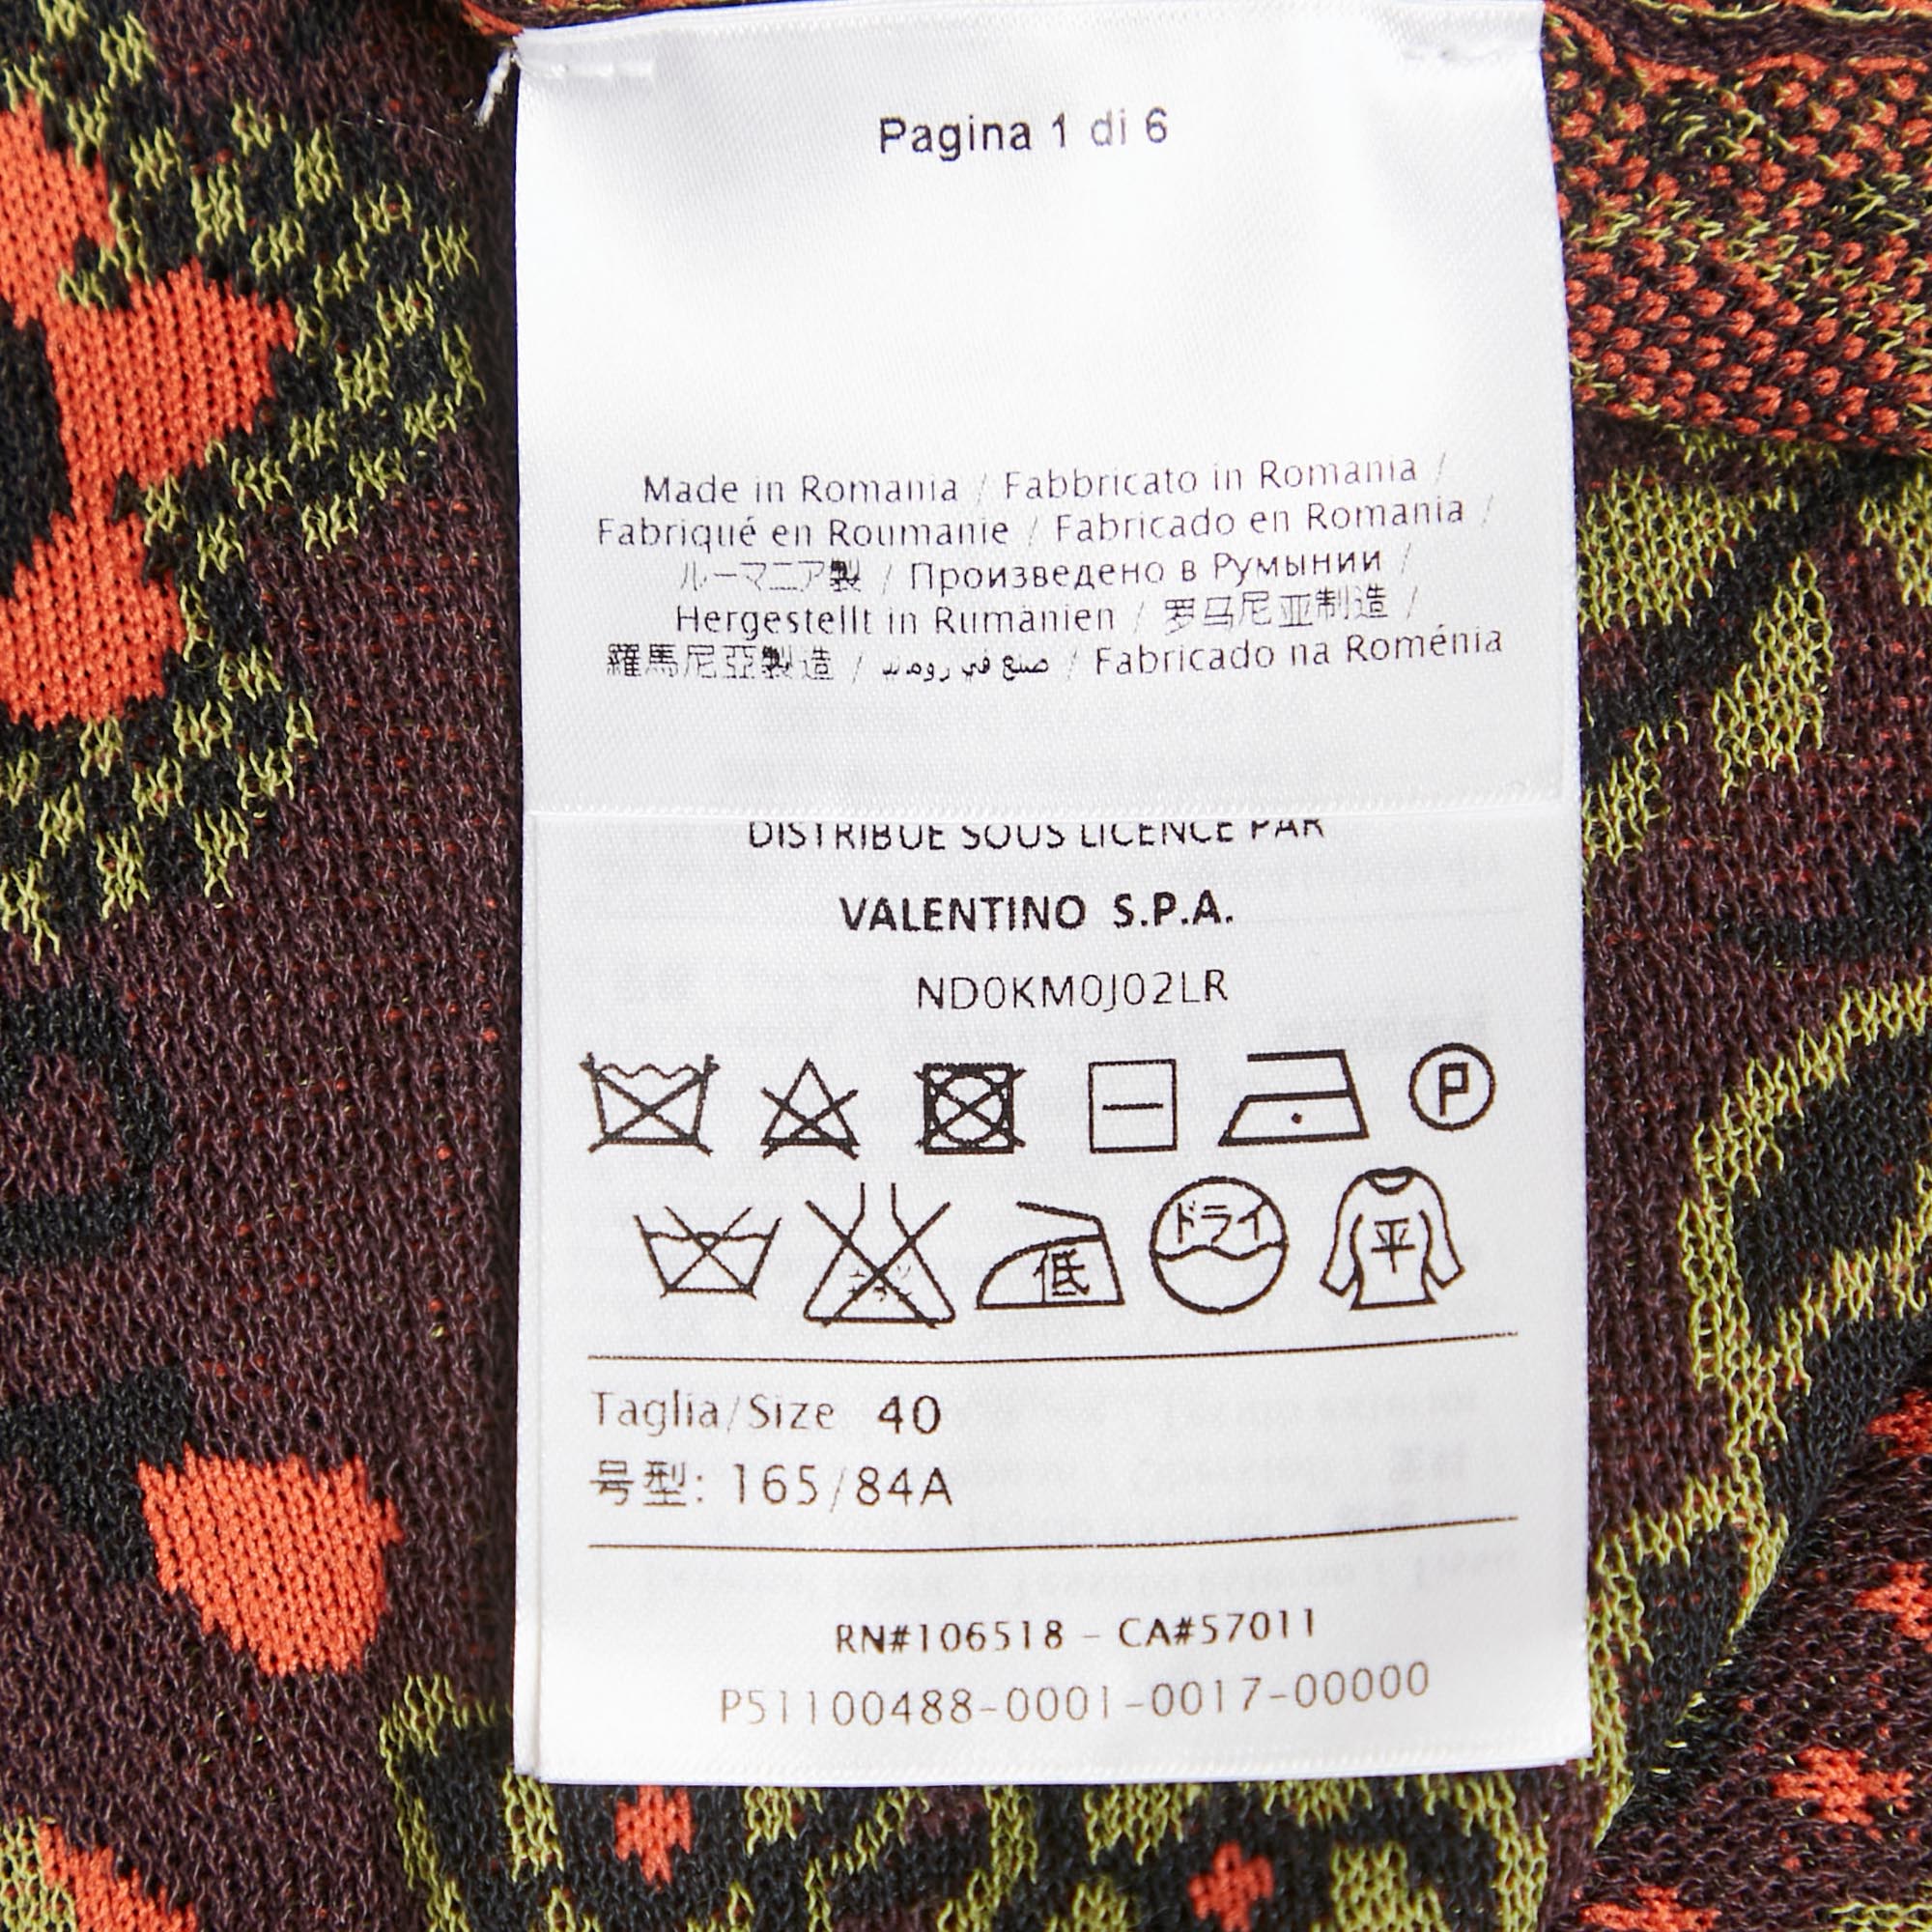 Pagina 1 di 6
Made in Romania / Fabbricato in Romania /
Fabriqué en Roumanie / Fabricado en Romania /
ルーマニア製 / Произведено в Румынии /
Hergestellt in Rumänien / 罗马尼亚制造 /
羅馬尼亞製造 / صنع في / Fabricado na Roménia
DISTRIBUE SOUS LICENCE PAR
VALENTINO S.P.A.
ND0KM0J02LR
P
低 ドライ 平
Taglia/Size 40
号型: 165/84A
RN#106518 - CA#57011
P51100488-0001-0017-00000